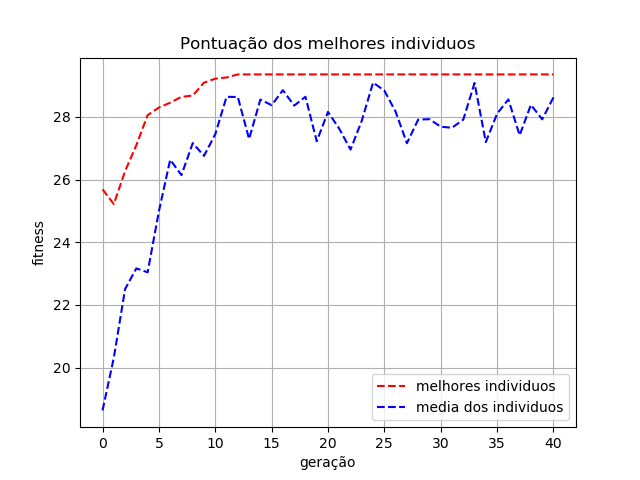 Pontuação dos melhores individuos
fitness
28
26
24
22
20
0 5 10 15 20 25 30 35 40
geração
melhores individuos
media dos individuos